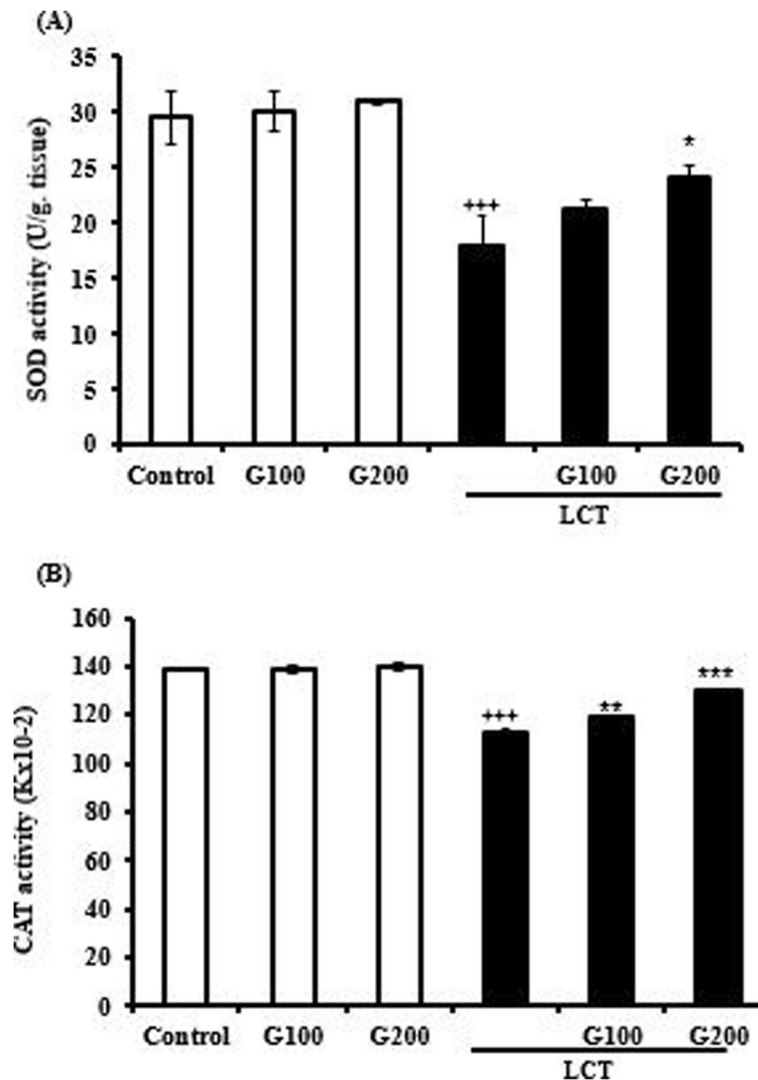 (A)
SOD activity (U/g. tissue)
35
30
25
20
15
10
5
0
+++
*
Control G100 G200 G100 G200
LCT
(B)
CAT activity (Kx10-2)
160
140
120
100
80
60
40
20
0
+++
**
***
Control G100 G200 G100 G200
LCT